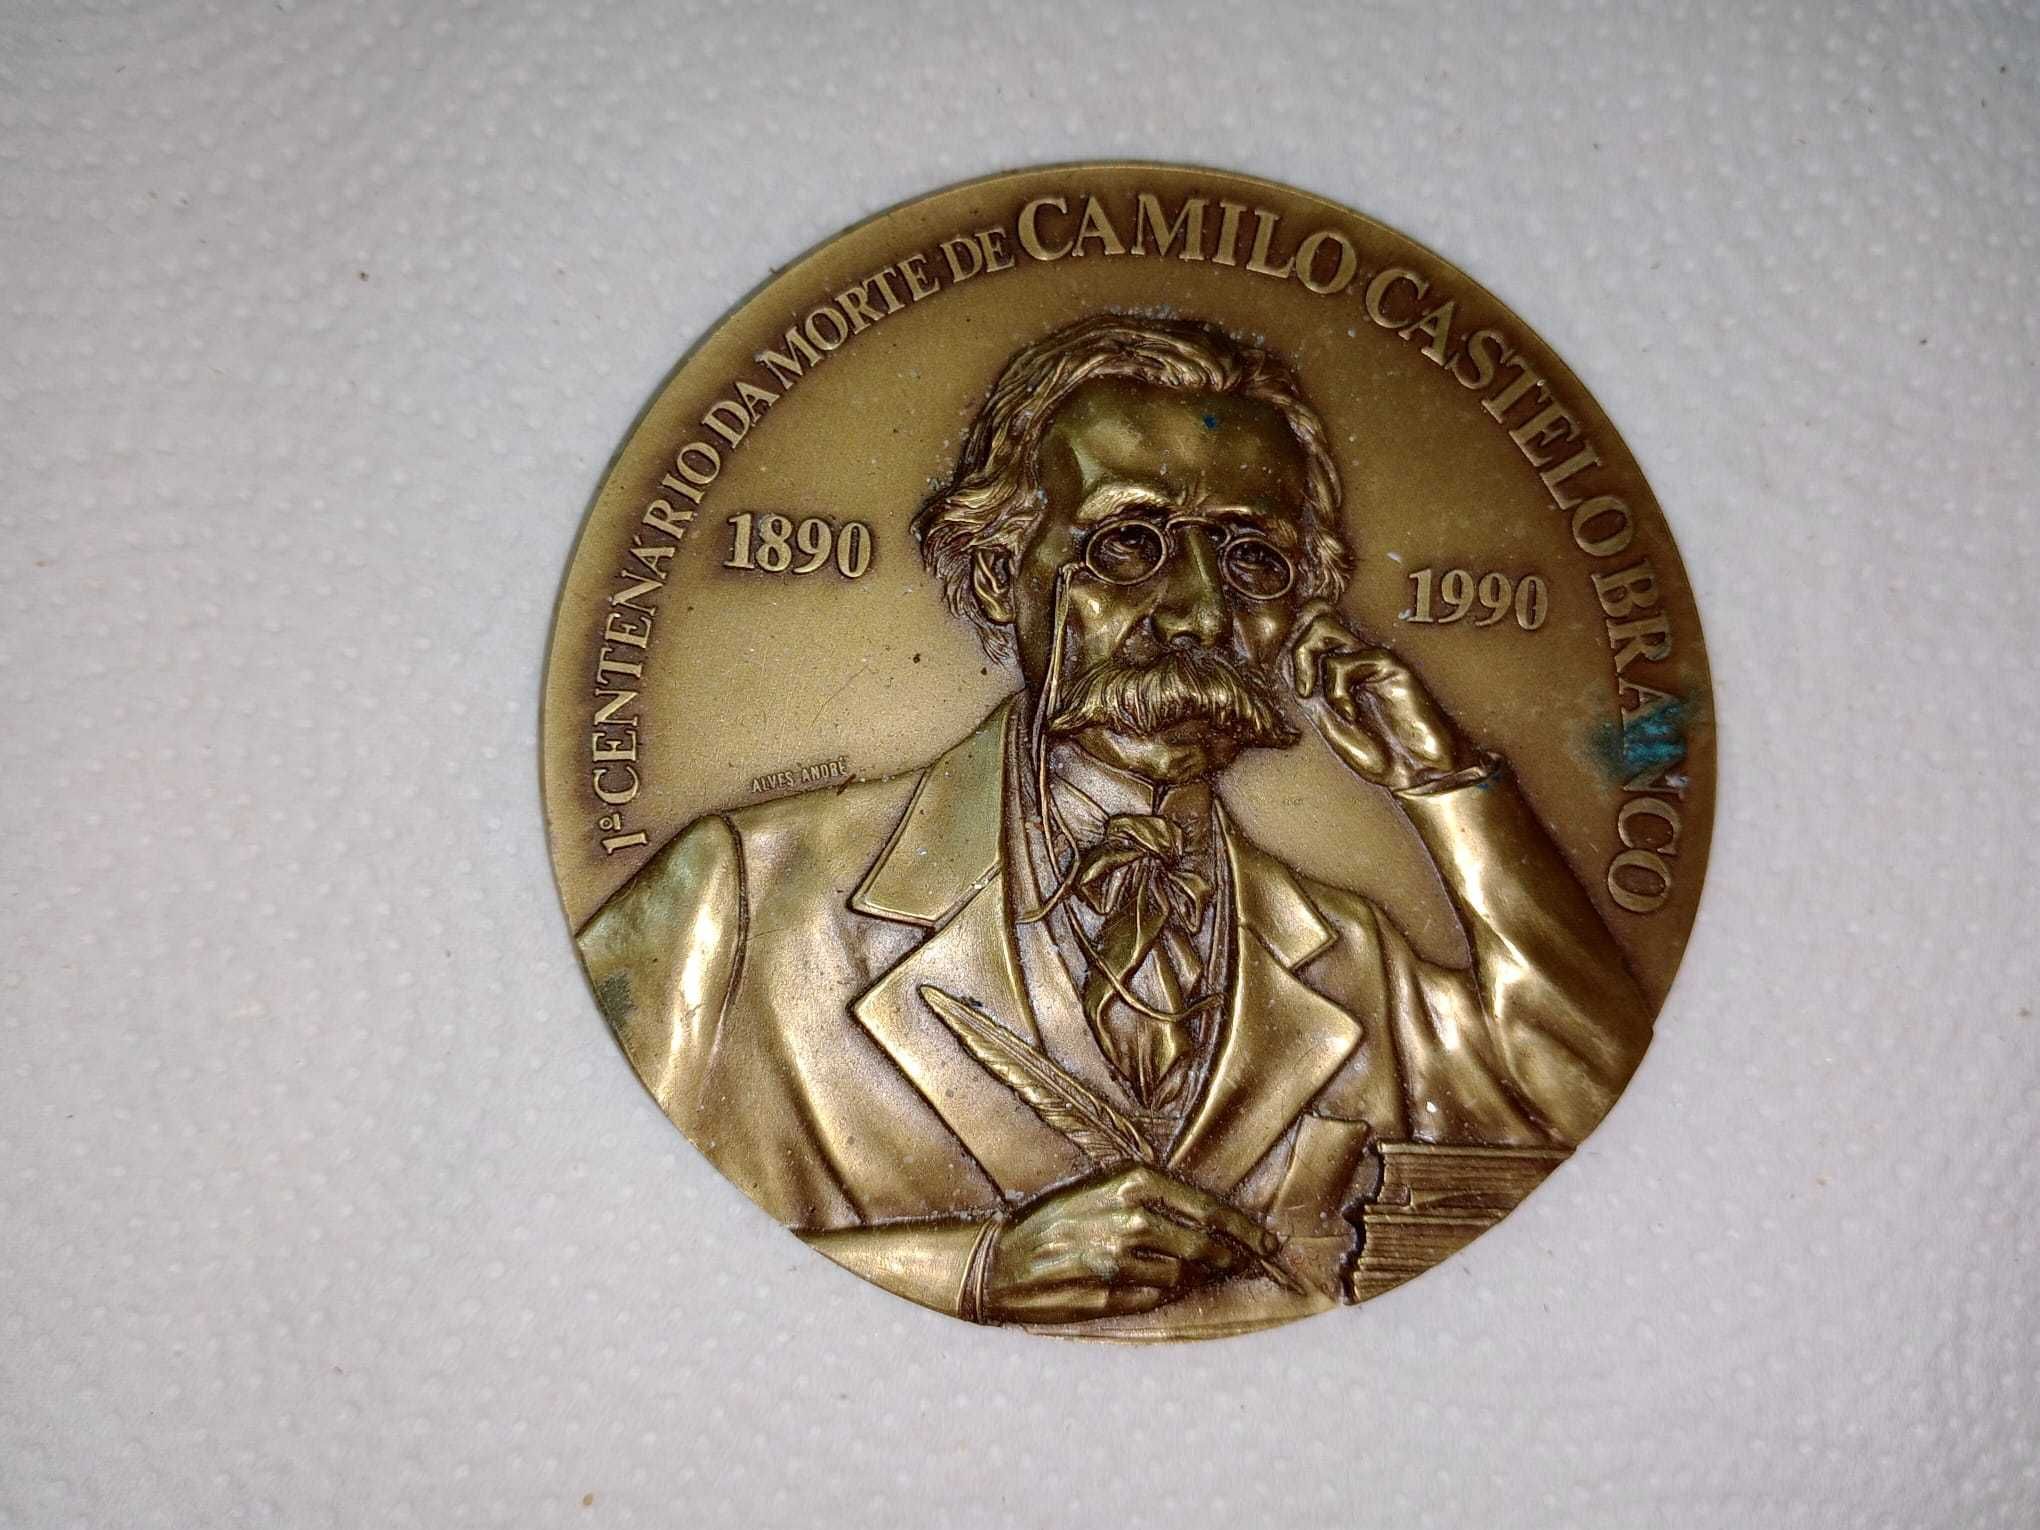 1º CENTENÁRIO DA MORTE DE CAMILO CASTELO BRANCO
1890
1990
ALVES ANDRÉ